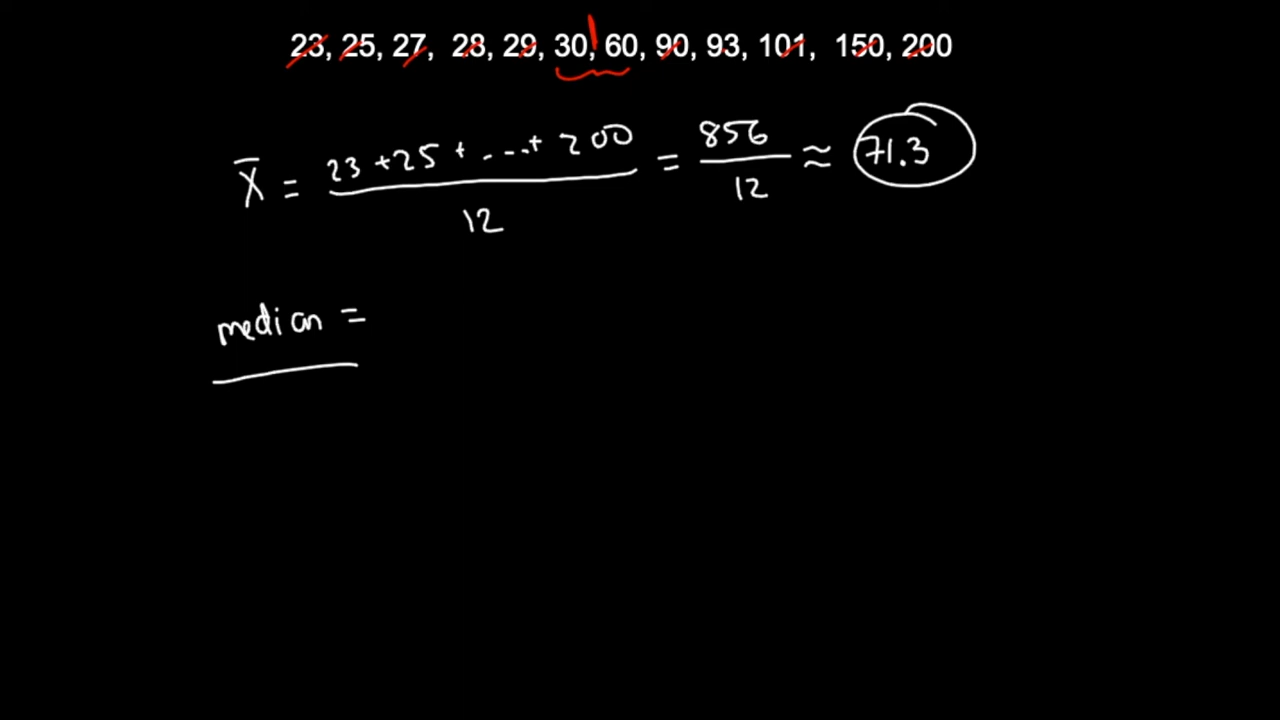 23, 25, 27, 28, 29, 30, 60, 90, 93, 101, 150, 200
x̄ = 23 + 25 + ... + 200 / 12 = 856 / 12 ≈ 71.3
median =